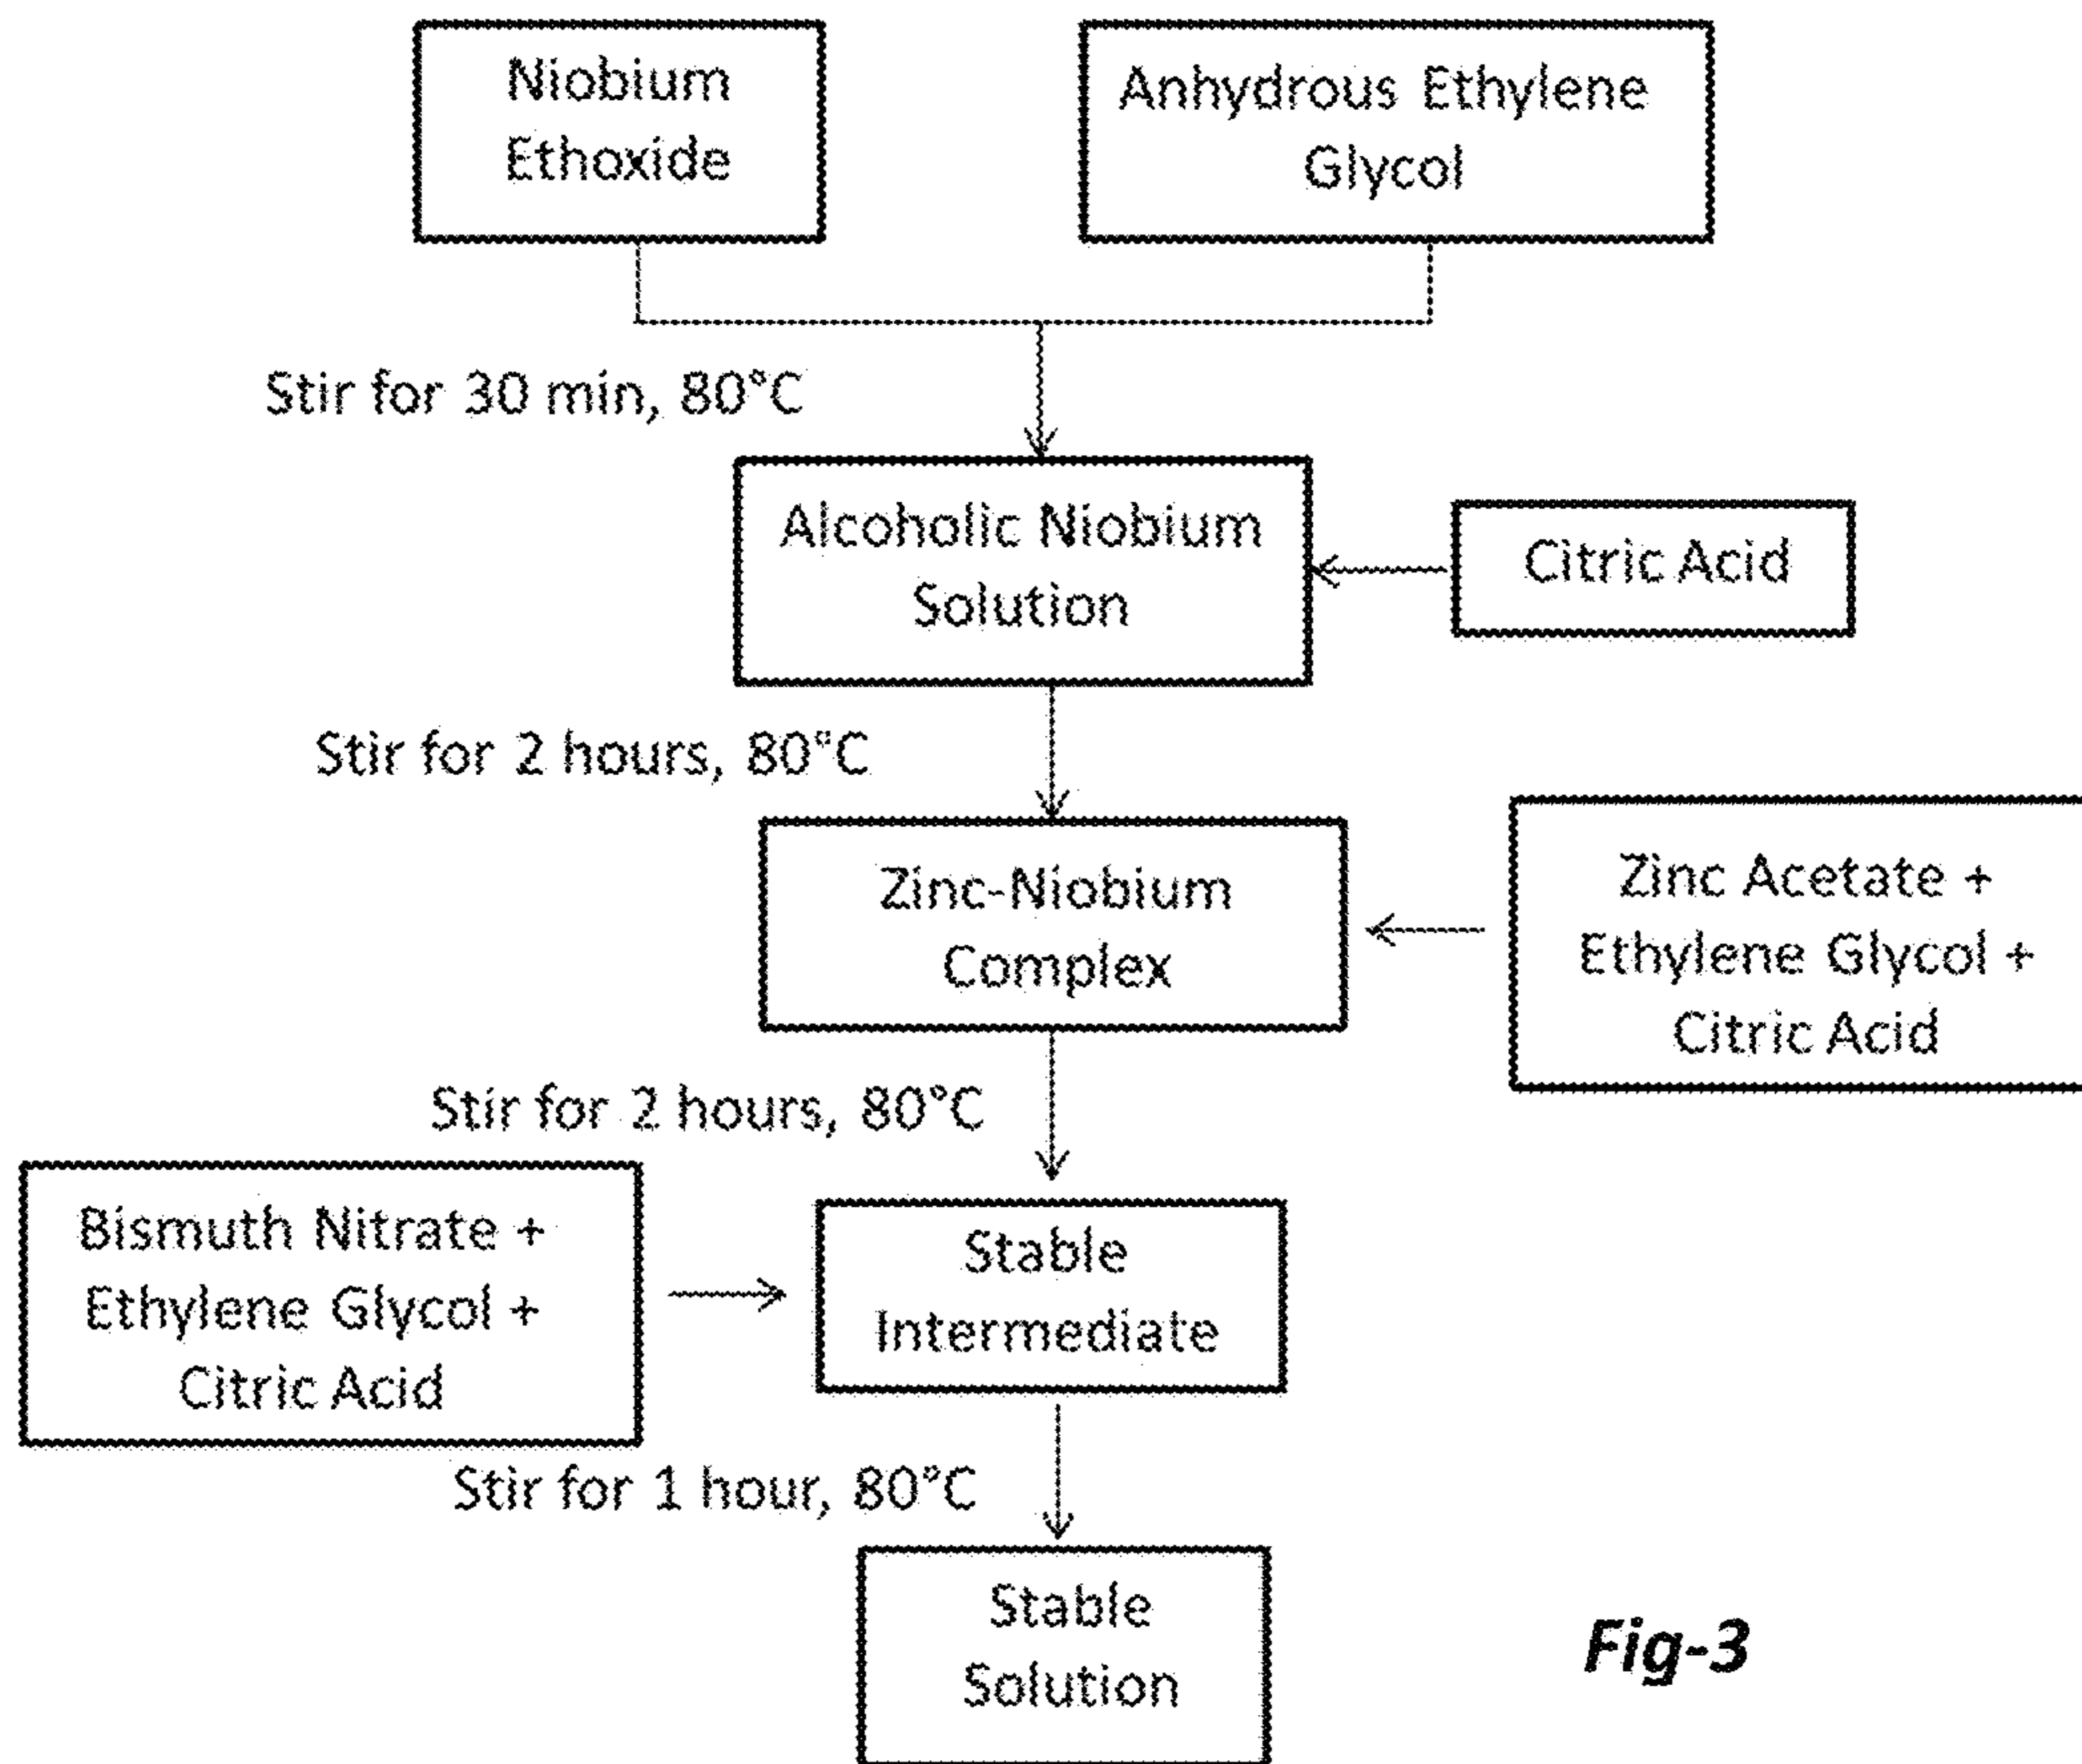 Niobium
Ethoxide
Anhydrous Ethylene
Glycol
Stir for 30 min, 80°C
Alcoholic Niobium
Solution
Citric Acid
Stir for 2 hours, 80°C
Zinc-Niobium
Complex
Zinc Acetate +
Ethylene Glycol +
Citric Acid
Stir for 2 hours, 80°C
Bismuth Nitrate +
Ethylene Glycol +
Citric Acid
Stable
Intermediate
Stir for 1 hour, 80°C
Stable
Solution
Fig-3